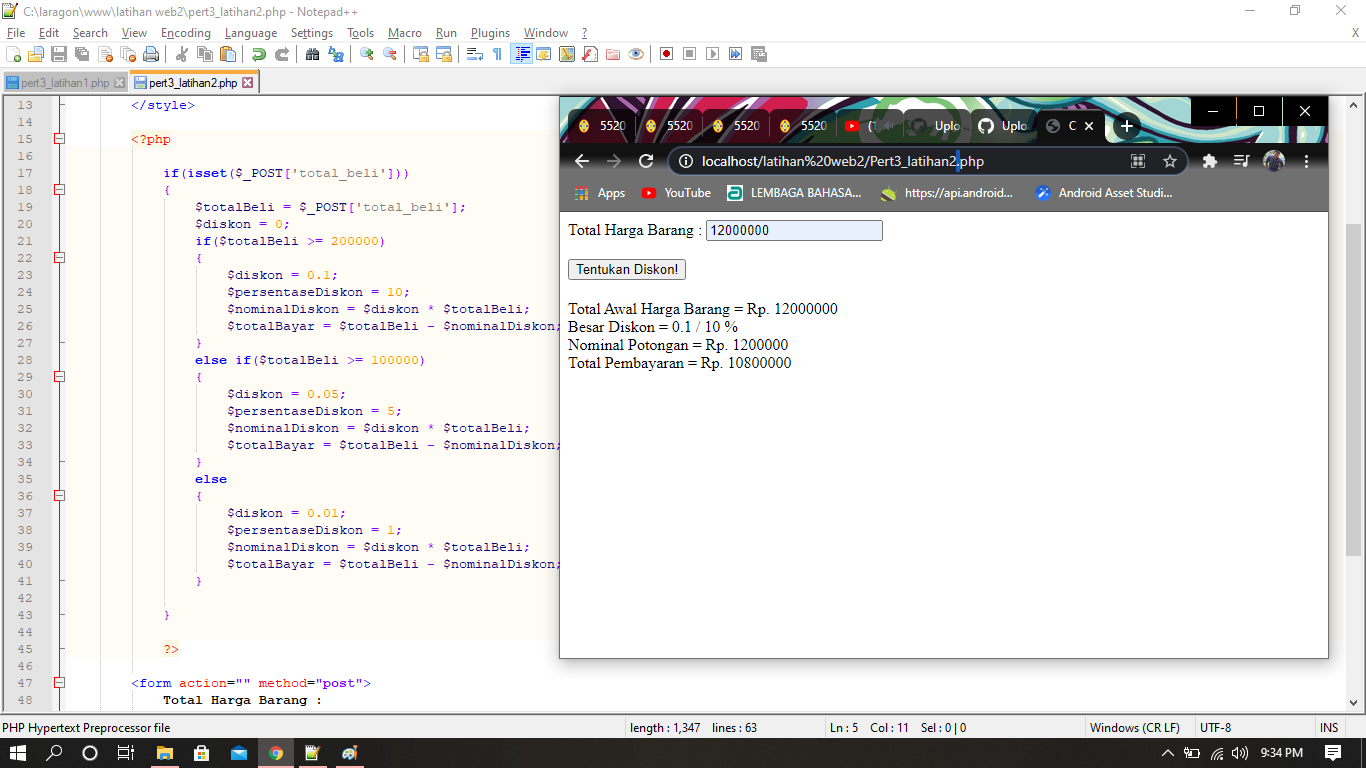 C:\laragon\www\latihan web2\pert3_latihan2.php - Notepad++
File Edit Search View Encoding Language Settings Tools Macro Run Plugins Window ? X
pert3_latihan1.php pert3_latihan2.php
13 </style>
14
15 <?php
16
17 if(isset($_POST['total_beli']))
18 {
19 $totalBeli = $_POST['total_beli'];
20 $diskon = 0;
21 if($totalBeli >= 200000)
22 {
23 $diskon = 0.1;
24 $persentaseDiskon = 10;
25 $nominalDiskon = $diskon * $totalBeli;
26 $totalBayar = $totalBeli - $nominalDiskon;
27 }
28 else if($totalBeli >= 100000)
29 {
30 $diskon = 0.05;
31 $persentaseDiskon = 5;
32 $nominalDiskon = $diskon * $totalBeli;
33 $totalBayar = $totalBeli - $nominalDiskon;
34 }
35 else
36 {
37 $diskon = 0.01;
38 $persentaseDiskon = 1;
39 $nominalDiskon = $diskon * $totalBeli;
40 $totalBayar = $totalBeli - $nominalDiskon;
41 }
42
43 }
44
45 ?>
46
47 <form action="" method="post">
48 Total Harga Barang :
5520 5520 5520 5520 Uplo Uplo C
localhost/latihan%20web2/Pert3_latihan2.php
Apps YouTube LEMBAGA BAHASA... https://api.android... Android Asset Studi...
Total Harga Barang : 12000000
Tentukan Diskon!
Total Awal Harga Barang = Rp. 12000000
Besar Diskon = 0.1 / 10 %
Nominal Potongan = Rp. 1200000
Total Pembayaran = Rp. 10800000
PHP Hypertext Preprocessor file length : 1,347 lines : 63 Ln : 5 Col : 11 Sel : 0 | 0 Windows (CR LF) UTF-8 INS
9:34 PM